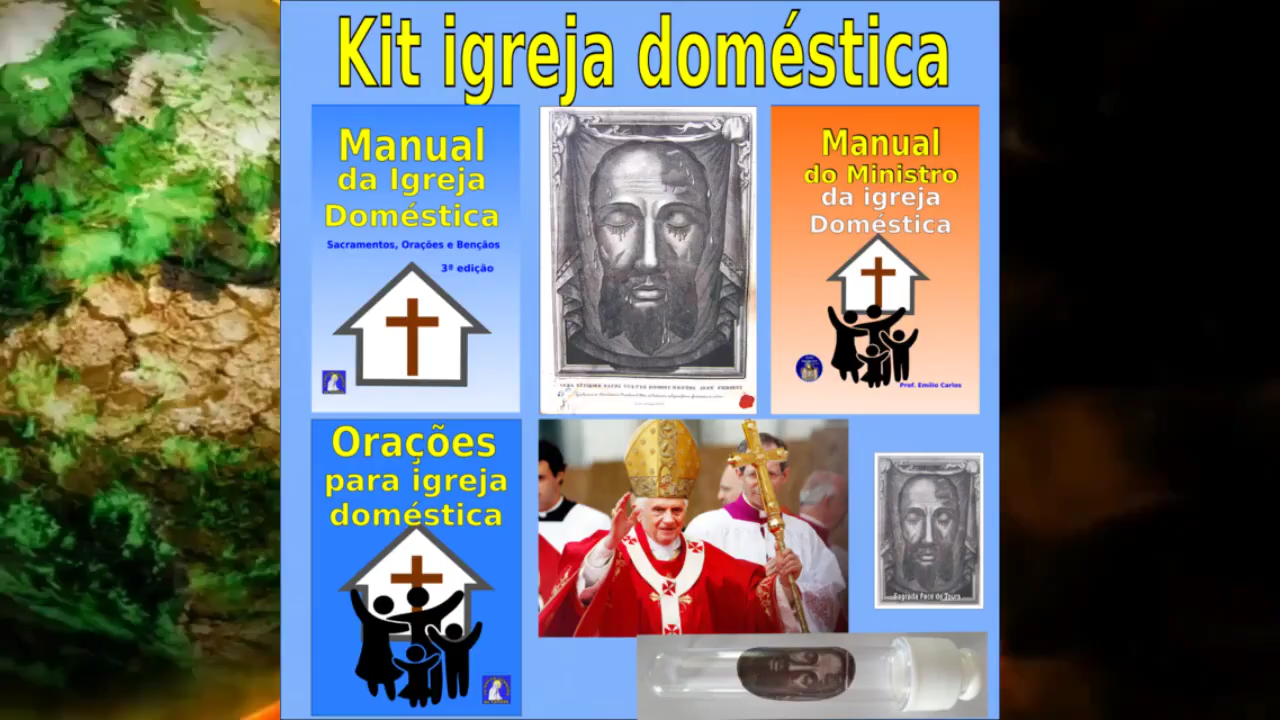 Kit igreja doméstica
Manual
da Igreja
Doméstica
Sacramentos, Orações e Bençãos
3ª edição
Manual
do Ministro
da igreja
Doméstica
Prof. Emilio Carlos
Orações
para igreja
doméstica
Sagrada Face de Tours